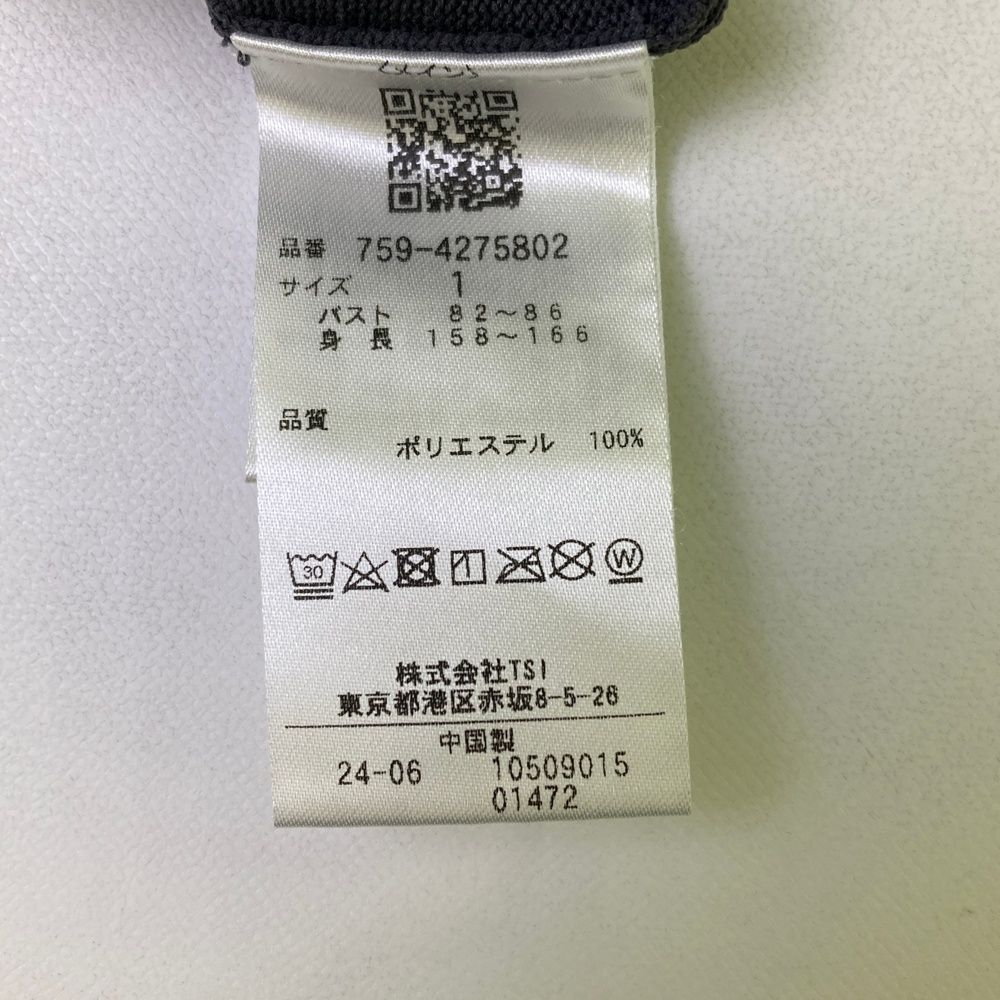 品番 759-4275802
サイズ 1
バスト 82～86
身長 158～166
品質
ポリエステル 100%
30 W
株式会社TSI
東京都港区赤坂8-5-26
中国製
24-06 10509015
01472